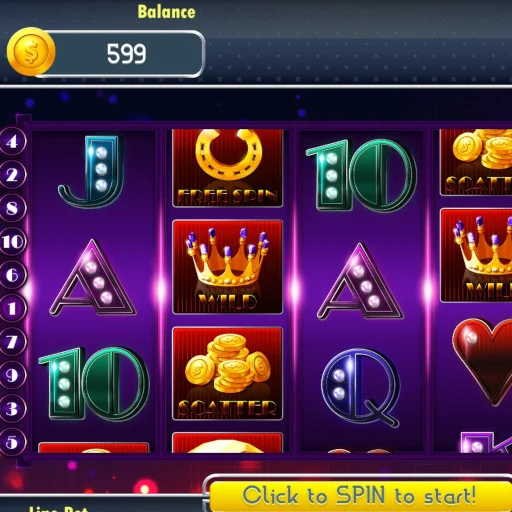 Balance
$ 599
4
2
8
10
6
1
7
9
3
5
J
FREE SPIN
10
SCATTER
A
WILD
A
WILD
10
SCATTER
Q
Click to SPIN to start!
Line Bet